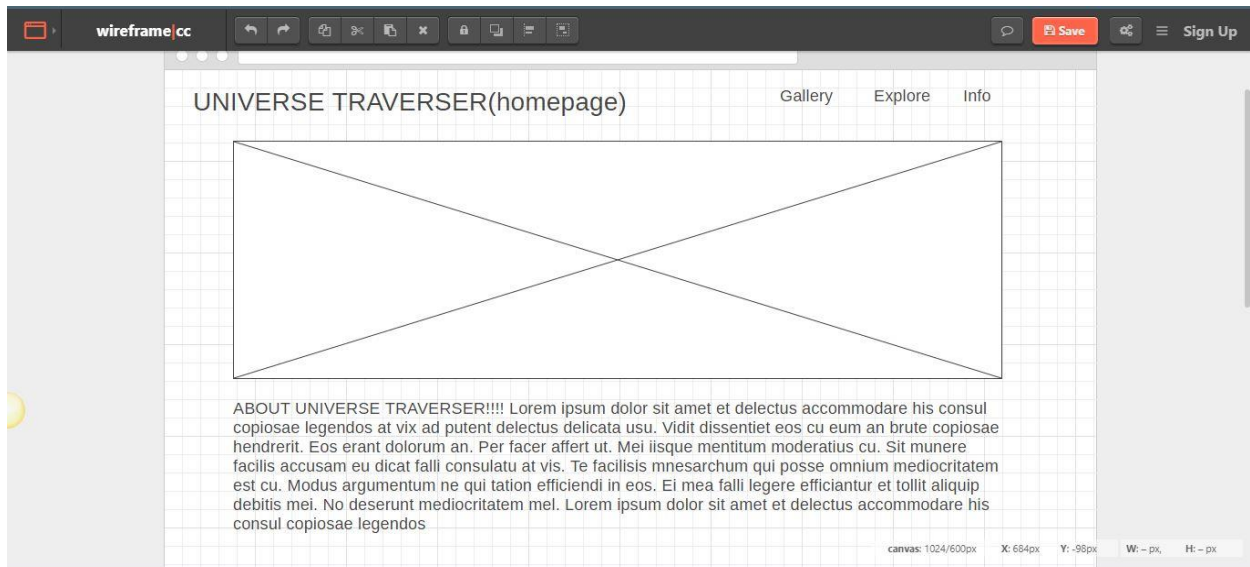 wireframe|cc
Save
Sign Up
UNIVERSE TRAVERSER(homepage)
Gallery Explore Info
ABOUT UNIVERSE TRAVERSER!!!! Lorem ipsum dolor sit amet et delectus accommodare his consul
copiosae legendos at vix ad putent delectus delicata usu. Vidit dissentiet eos cu eum an brute copiosae
hendrerit. Eos erant dolorum an. Per facer affert ut. Mei iisque mentitum moderatius cu. Sit munere
facilis accusam eu dicat falli consulatu at vis. Te facilisis mnesarchum qui posse omnium mediocritatem
est cu. Modus argumentum ne qui tation efficiendi in eos. Ei mea falli legere efficiantur et tollit aliquip
debitis mei. No deserunt mediocritatem mel. Lorem ipsum dolor sit amet et delectus accommodare his
consul copiosae legendos
canvas: 1024/600px X: 684px Y: -98px W: – px, H: – px